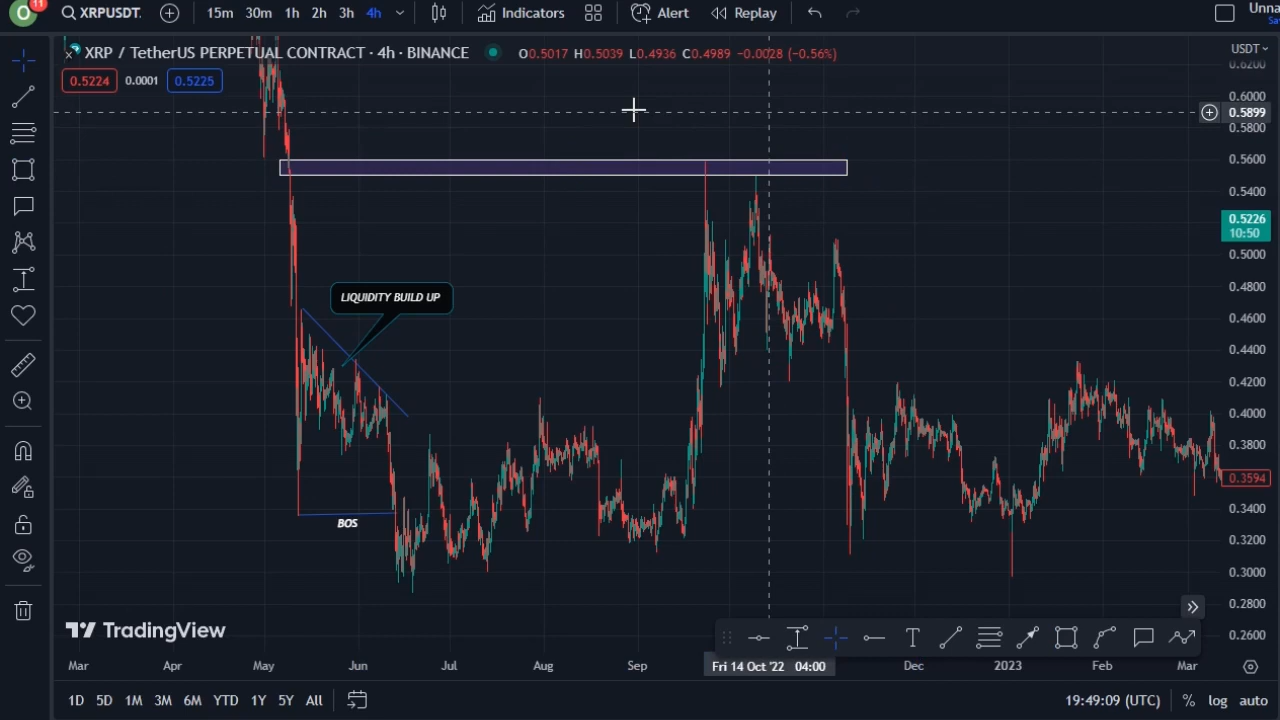 11
XRPUSDT.
15m 30m 1h 2h 3h 4h
Indicators
Alert
Replay
Unna
Sa
XRP / TetherUS PERPETUAL CONTRACT · 4h · BINANCE
O0.5017 H0.5039 L0.4936 C0.4989 −0.0028 (−0.56%)
USDT
0.5224 0.0001 0.5225
0.6200
0.6000
0.5899
0.5800
0.5600
0.5400
0.5226
10:50
0.5000
0.4800
0.4600
0.4400
0.4200
0.4000
0.3800
0.3594
0.3400
0.3200
0.3000
0.2800
0.2600
LIQUIDITY BUILD UP
BOS
TradingView
T
Mar Apr May Jun Jul Aug Sep Fri 14 Oct '22 04:00 Dec 2023 Feb Mar
1D 5D 1M 3M 6M YTD 1Y 5Y All
19:49:09 (UTC) % log auto